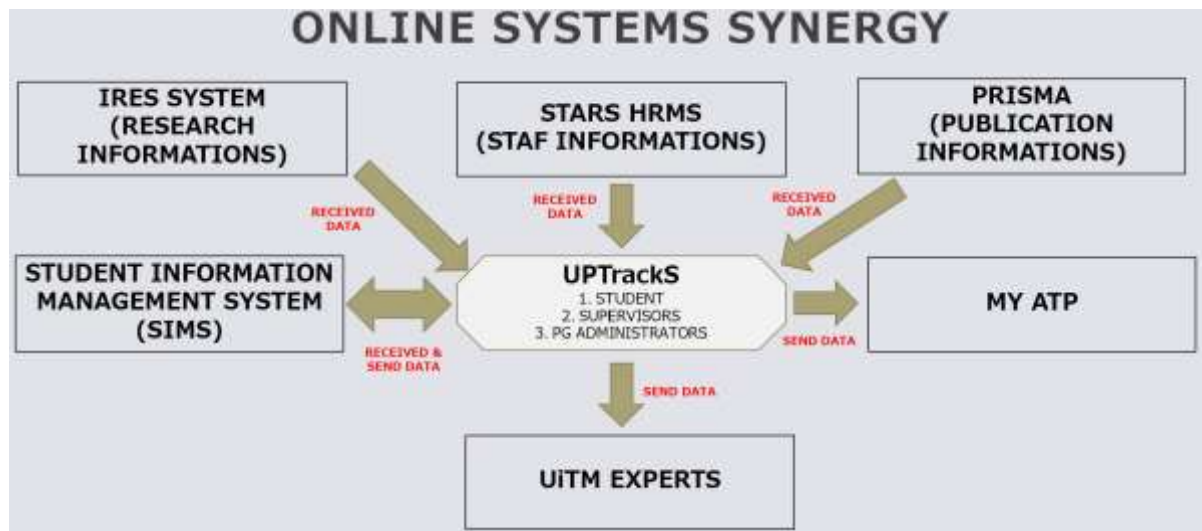 ONLINE SYSTEMS SYNERGY
IRES SYSTEM
(RESEARCH
INFORMATIONS)
STARS HRMS
(STAF INFORMATIONS)
PRISMA
(PUBLICATION
INFORMATIONS)
RECEIVED
DATA
RECEIVED
DATA
RECEIVED
DATA
STUDENT INFORMATION
MANAGEMENT SYSTEM
(SIMS)
UPTrackS
1. STUDENT
2. SUPERVISORS
3. PG ADMINISTRATORS
MY ATP
RECEIVED &
SEND DATA
SEND DATA
SEND DATA
UiTM EXPERTS